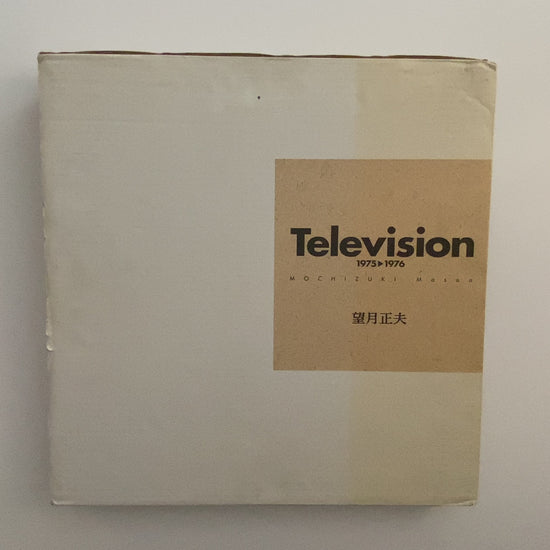 Television
1975▶1976
MOCHIZUKI Masao
望月正夫